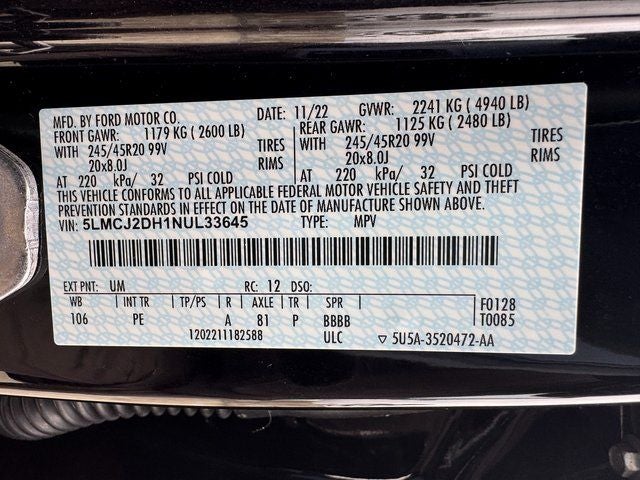 MFD. BY FORD MOTOR CO. DATE: 11/22 GVWR: 2241 KG ( 4940 LB)
FRONT GAWR: 1179 KG ( 2600 LB) REAR GAWR: 1125 KG ( 2480 LB)
WITH 245/45R20 99V TIRES WITH 245/45R20 99V TIRES
20x8.0J RIMS 20x8.0J RIMS
AT 220 kPa/ 32 PSI COLD AT 220 kPa/ 32 PSI COLD
THIS VEHICLE CONFORMS TO ALL APPLICABLE FEDERAL MOTOR VEHICLE SAFETY AND THEFT
PREVENTION STANDARDS IN EFFECT ON THE DATE OF MANUFACTURE SHOWN ABOVE.
VIN: 5LMCJ2DH1NUL33645 TYPE: MPV
EXT PNT: UM RC: 12 DSO:
WB INT TR TP/PS R AXLE TR SPR F0128
106 PE A 81 P BBBB T0085
1202211182588 ULC ▽ 5U5A-3520472-AA